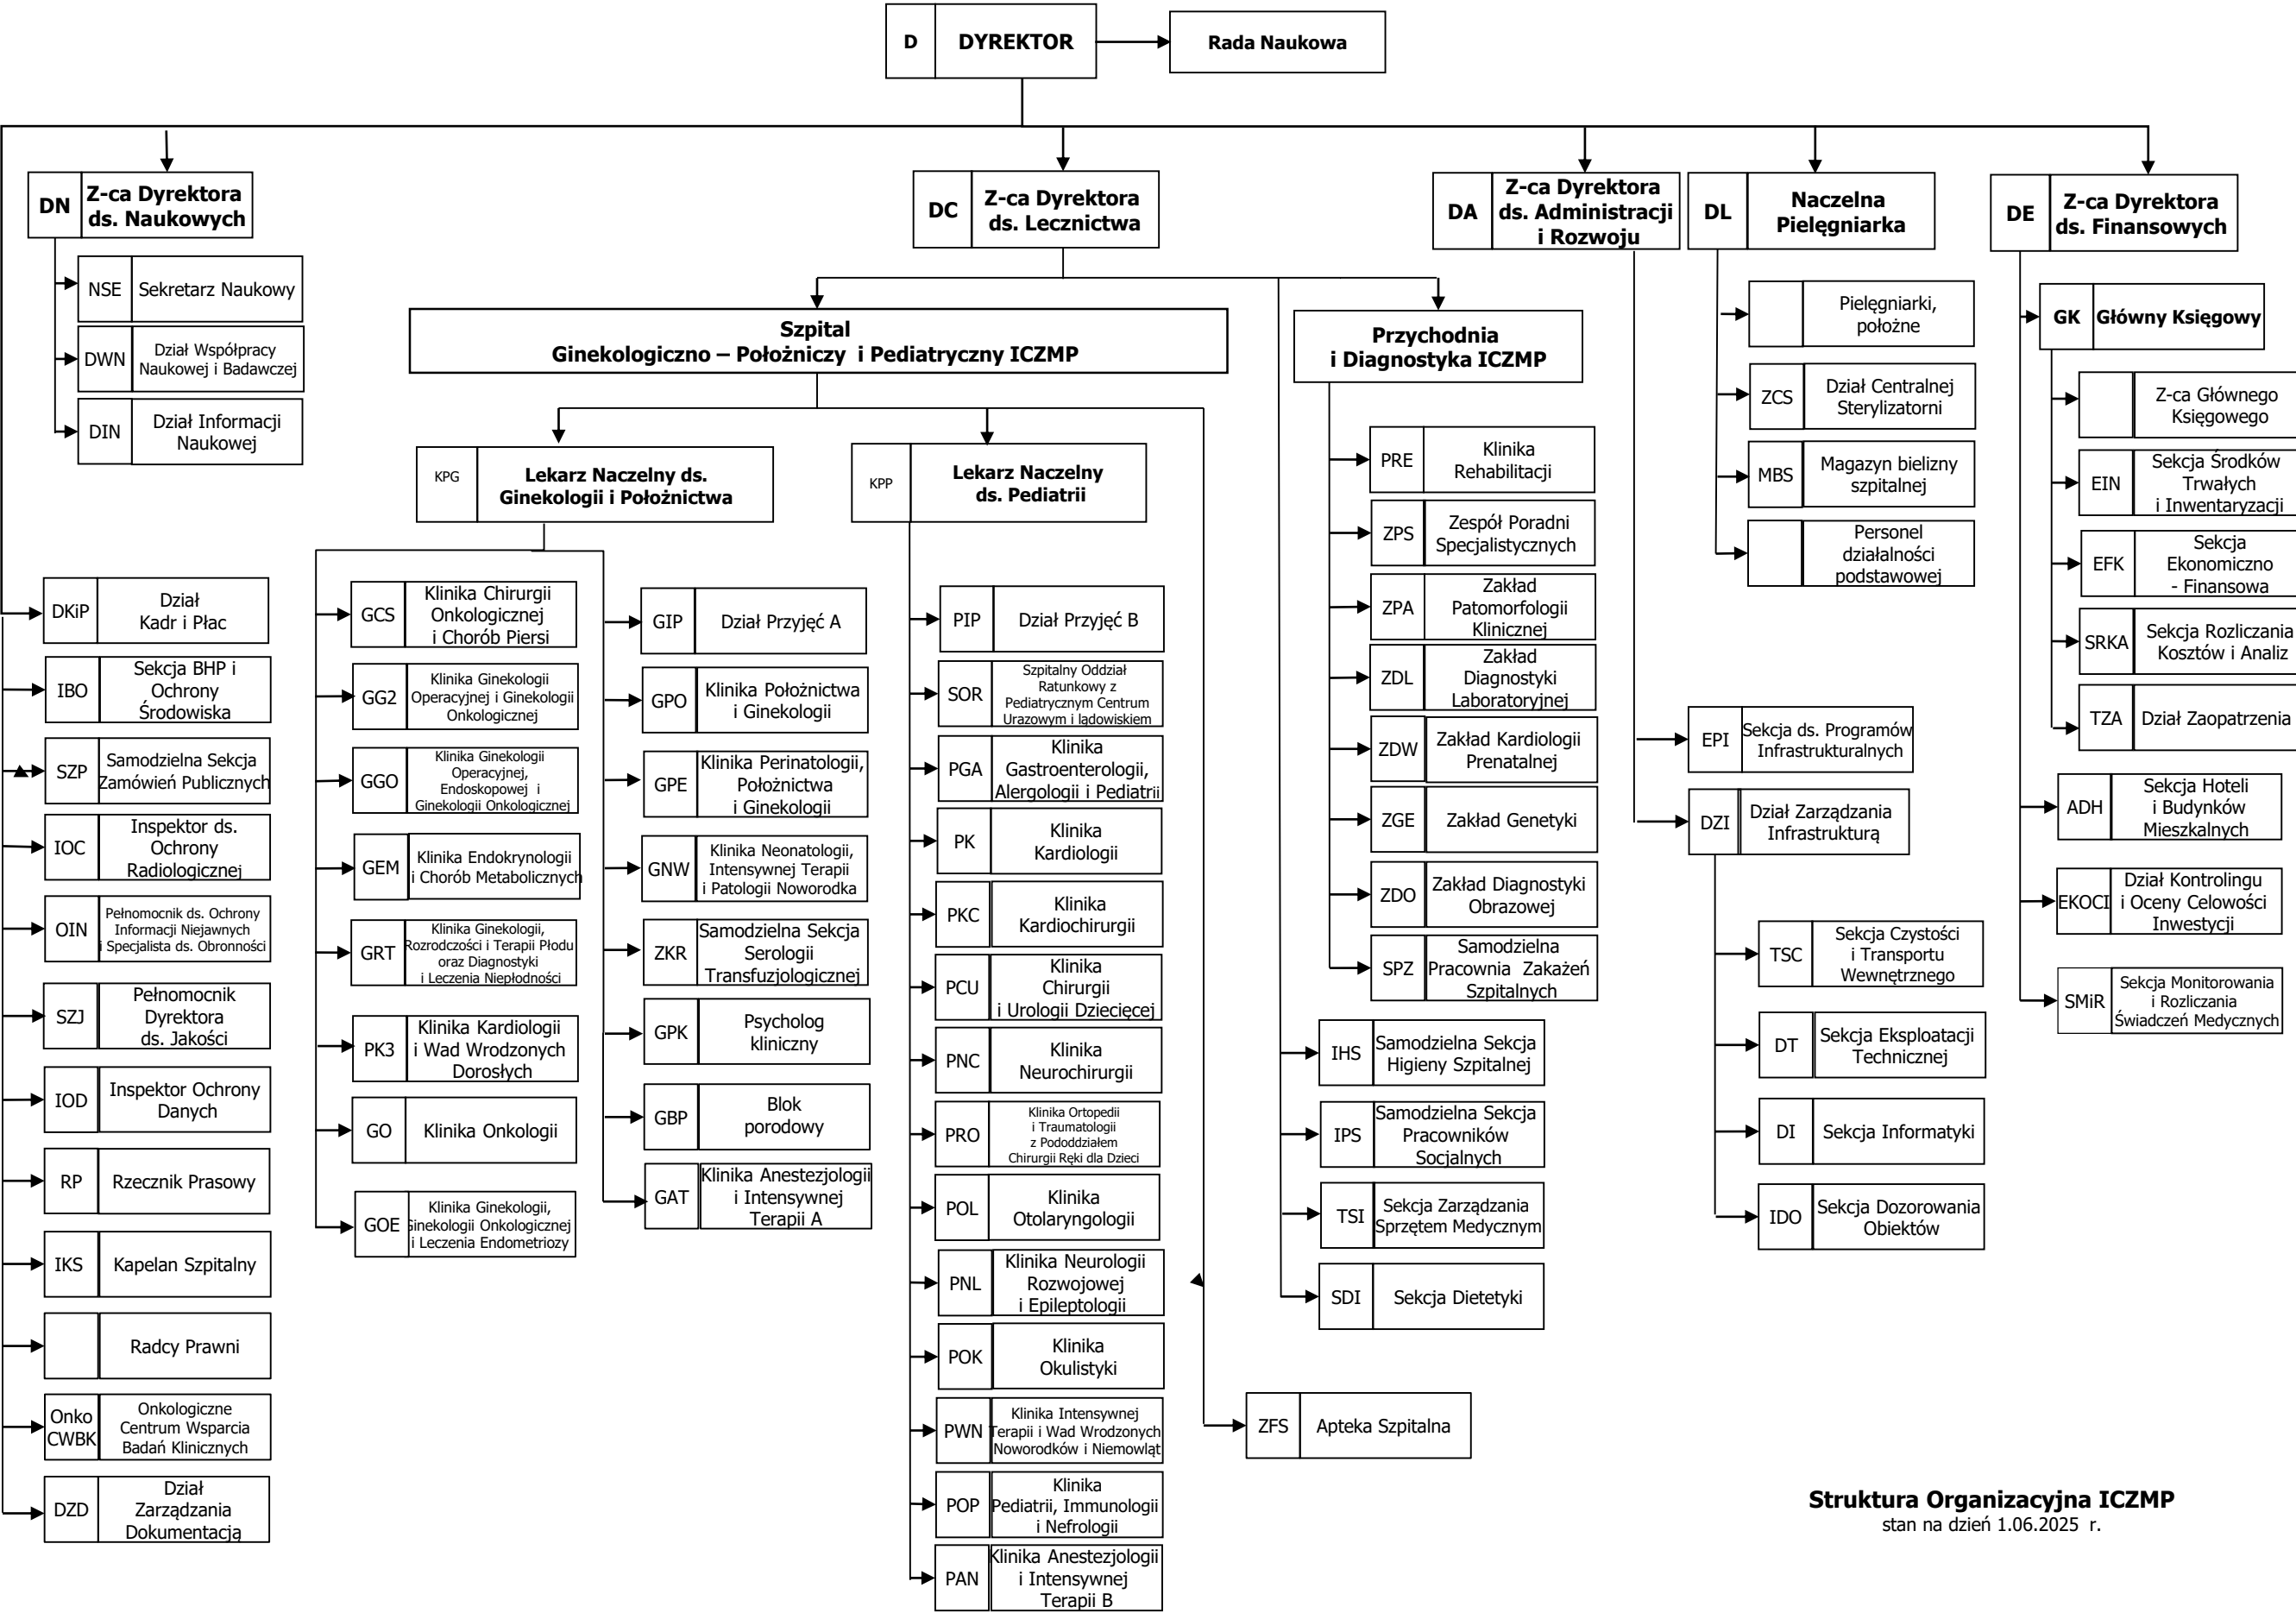 D
DYREKTOR
Rada Naukowa
DN
Z-ca Dyrektora
ds. Naukowych
DC
Z-ca Dyrektora
ds. Lecznictwa
DA
Z-ca Dyrektora
ds. Administracji
i Rozwoju
DL
Naczelna
Pielęgniarka
DE
Z-ca Dyrektora
ds. Finansowych
NSE
Sekretarz Naukowy
DWN
Dział Współpracy
Naukowej i Badawczej
DIN
Dział Informacji
Naukowej
Szpital
Ginekologiczno – Położniczy i Pediatryczny ICZMP
Przychodnia
i Diagnostyka ICZMP
KPG
Lekarz Naczelny ds.
Ginekologii i Położnictwa
KPP
Lekarz Naczelny
ds. Pediatrii
DKiP
Dział
Kadr i Płac
IBO
Sekcja BHP i
Ochrony
Środowiska
SZP
Samodzielna Sekcja
Zamówień Publicznych
IOC
Inspektor ds.
Ochrony
Radiologicznej
OIN
Pełnomocnik ds. Ochrony
Informacji Niejawnych
i Specjalista ds. Obronności
SZJ
Pełnomocnik
Dyrektora
ds. Jakości
IOD
Inspektor Ochrony
Danych
RP
Rzecznik Prasowy
IKS
Kapelan Szpitalny
Radcy Prawni
Onko
CWBK
Onkologiczne
Centrum Wsparcia
Badań Klinicznych
DZD
Dział
Zarządzania
Dokumentacją
GCS
Klinika Chirurgii
Onkologicznej
i Chorób Piersi
GG2
Klinika Ginekologii
Operacyjnej i Ginekologii
Onkologicznej
GGO
Klinika Ginekologii
Operacyjnej,
Endoskopowej i
Ginekologii Onkologicznej
GEM
Klinika Endokrynologii
i Chorób Metabolicznych
GRT
Klinika Ginekologii,
Rozrodczości i Terapii Płodu
oraz Diagnostyki
i Leczenia Niepłodności
PK3
Klinika Kardiologii
i Wad Wrodzonych
Dorosłych
GO
Klinika Onkologii
GOE
Klinika Ginekologii,
Ginekologii Onkologicznej
i Leczenia Endometriozy
GIP
Dział Przyjęć A
GPO
Klinika Położnictwa
i Ginekologii
GPE
Klinika Perinatologii,
Położnictwa
i Ginekologii
GNW
Klinika Neonatologii,
Intensywnej Terapii
i Patologii Noworodka
ZKR
Samodzielna Sekcja
Serologii
Transfuzjologicznej
GPK
Psycholog
kliniczny
GBP
Blok
porodowy
GAT
Klinika Anestezjologii
i Intensywnej
Terapii A
PIP
Dział Przyjęć B
SOR
Szpitalny Oddział
Ratunkowy z
Pediatrycznym Centrum
Urazowym i lądowiskiem
PGA
Klinika
Gastroenterologii,
Alergologii i Pediatrii
PK
Klinika
Kardiologii
PKC
Klinika
Kardiochirurgii
PCU
Klinika
Chirurgii
i Urologii Dziecięcej
PNC
Klinika
Neurochirurgii
PRO
Klinika Ortopedii
i Traumatologii
z Pododdziałem
Chirurgii Ręki dla Dzieci
POL
Klinika
Otolaryngologii
PNL
Klinika Neurologii
Rozwojowej
i Epileptologii
POK
Klinika
Okulistyki
PWN
Klinika Intensywnej
Terapii i Wad Wrodzonych
Noworodków i Niemowląt
POP
Klinika
Pediatrii, Immunologii
i Nefrologii
PAN
Klinika Anestezjologii
i Intensywnej
Terapii B
ZFS
Apteka Szpitalna
PRE
Klinika
Rehabilitacji
ZPS
Zespół Poradni
Specjalistycznych
ZPA
Zakład
Patomorfologii
Klinicznej
ZDL
Zakład
Diagnostyki
Laboratoryjnej
ZDW
Zakład Kardiologii
Prenatalnej
ZGE
Zakład Genetyki
ZDO
Zakład Diagnostyki
Obrazowej
SPZ
Samodzielna
Pracownia Zakażeń
Szpitalnych
IHS
Samodzielna Sekcja
Higieny Szpitalnej
IPS
Samodzielna Sekcja
Pracowników
Socjalnych
TSI
Sekcja Zarządzania
Sprzętem Medycznym
SDI
Sekcja Dietetyki
EPI
Sekcja ds. Programów
Infrastrukturalnych
DZI
Dział Zarządzania
Infrastrukturą
TSC
Sekcja Czystości
i Transportu
Wewnętrznego
DT
Sekcja Eksploatacji
Technicznej
DI
Sekcja Informatyki
IDO
Sekcja Dozorowania
Obiektów
Pielęgniarki,
położne
ZCS
Dział Centralnej
Sterylizatorni
MBS
Magazyn bielizny
szpitalnej
Personel
działalności
podstawowej
GK
Główny Księgowy
Z-ca Głównego
Księgowego
EIN
Sekcja Środków
Trwałych
i Inwentaryzacji
EFK
Sekcja
Ekonomiczno
- Finansowa
SRKA
Sekcja Rozliczania
Kosztów i Analiz
TZA
Dział Zaopatrzenia
ADH
Sekcja Hoteli
i Budynków
Mieszkalnych
EKOCI
Dział Kontrolingu
i Oceny Celowości
Inwestycji
SMiR
Sekcja Monitorowania
i Rozliczania
Świadczeń Medycznych
Struktura Organizacyjna ICZMP
stan na dzień 1.06.2025 r.